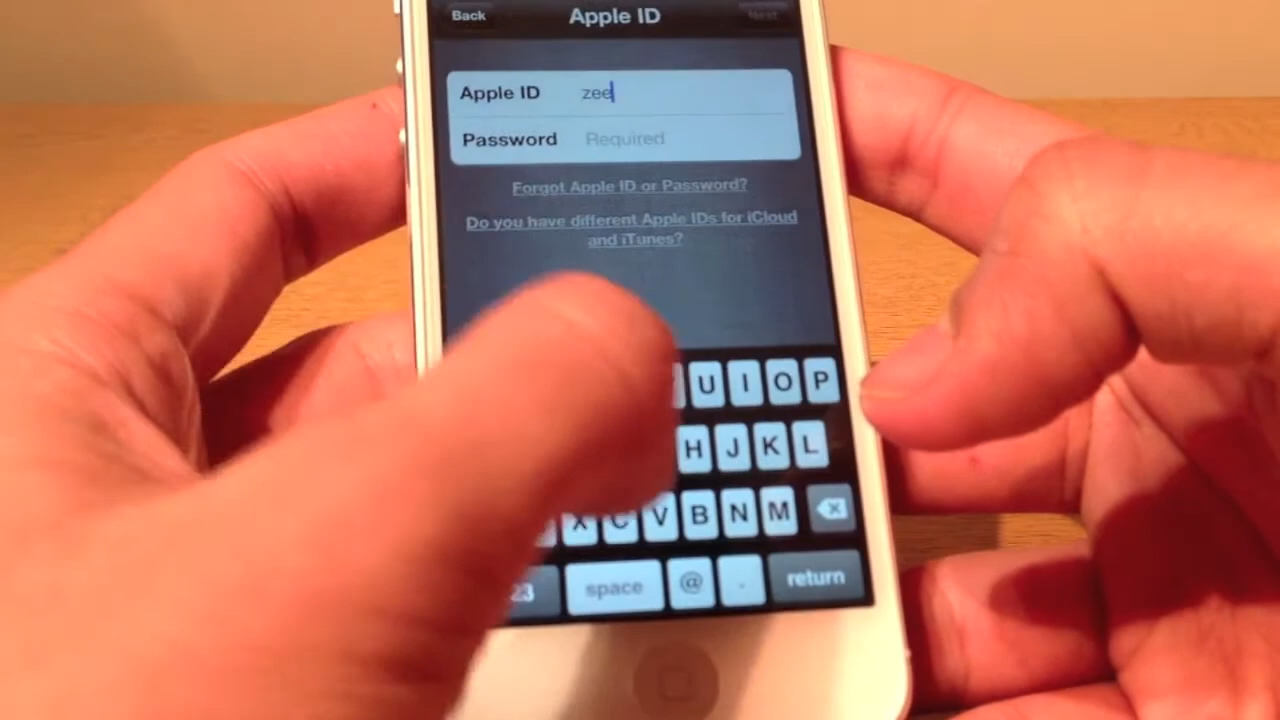 Back Apple ID Next
Apple ID zee
Password Required
Forgot Apple ID or Password?
Do you have different Apple IDs for iCloud
and iTunes?
U I O P
H J K L
X C V B N M
space @ . return